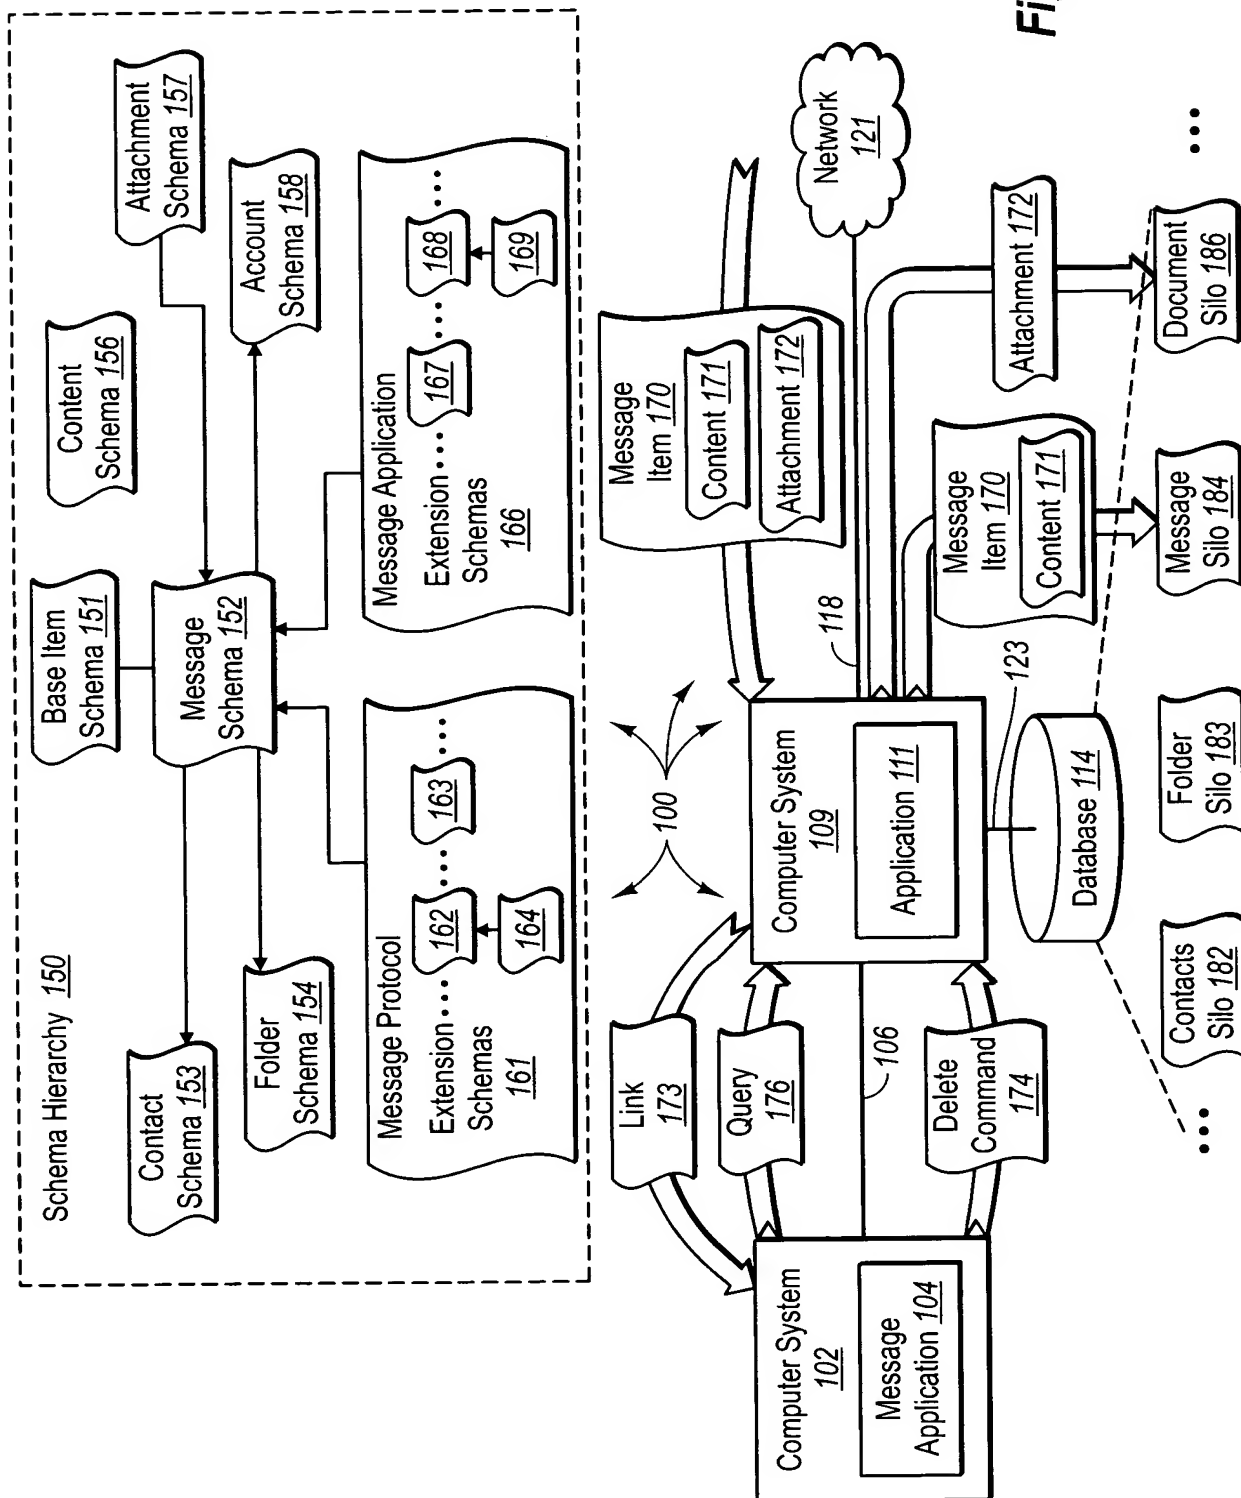 Fi
Schema Hierarchy 150
Base Item
Schema 151
Content
Schema 156
Attachment
Schema 157
Contact
Schema 153
Message
Schema 152
Account
Schema 158
Folder
Schema 154
Message Protocol
Extension •••
Schemas
161
162
•••
163
•••
164
Message Application
Extension •••
Schemas
166
167
••••
168
•••
169
Link
173
Query
176
100
Message
Item 170
Content 171
Attachment 172
Computer System
102
Message
Application 104
106
Delete
Command
174
Computer System
109
Application 111
118
Network
121
123
Database 114
Message
Item 170
Content 171
Attachment 172
•••
Contacts
Silo 182
Folder
Silo 183
Message
Silo 184
Document
Silo 186
•••